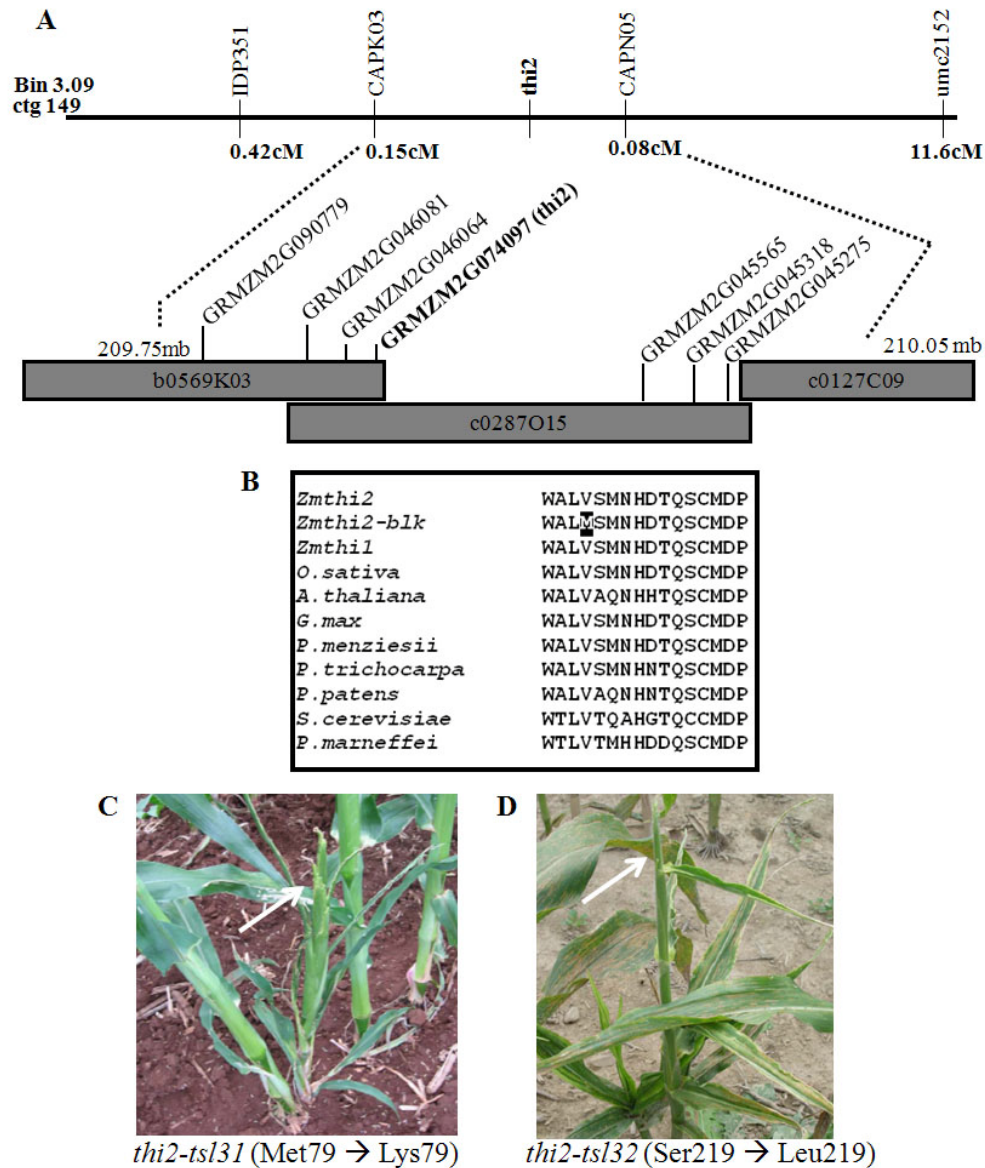 A
IDP351
CAPK03
thi2
CAPN05
umc2152
Bin 3.09
ctg 149
0.42cM
0.15cM
0.08cM
11.6cM
GRMZM2G090779
GRMZM2G046081
GRMZM2G046064
GRMZM2G074097 (thi2)
GRMZM2G045565
GRMZM2G045318
GRMZM2G045275
209.75mb
210.05 mb
b0569K03
c0127C09
c0287O15
B
Zmthi2 WALVSMNHDTQSCMDP
Zmthi2-blk WALMSMNHDTQSCMDP
Zmthi1 WALVSMNHDTQSCMDP
O.sativa WALVSMNHDTQSCMDP
A.thaliana WALVAQNHHTQSCMDP
G.max WALVSMNHDTQSCMDP
P.menziesii WALVSMNHDTQSCMDP
P.trichocarpa WALVSMNHNTQSCMDP
P.patens WALVAQNHNTQSCMDP
S.cerevisiae WTLVTQAHGTQCCMDP
P.marneffei WTLVTMHHDDQSCMDP
C
D
thi2-tsl31 (Met79 → Lys79)
thi2-tsl32 (Ser219 → Leu219)